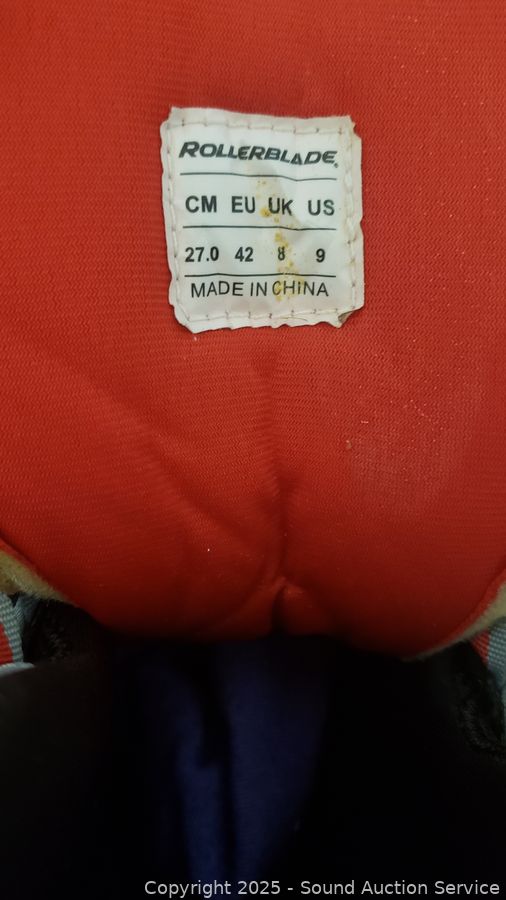 ROLLERBLADE®
CM EU UK US
27.0 42 8 9
MADE IN CHINA
Copyright © 2025 - Sound Auction Service